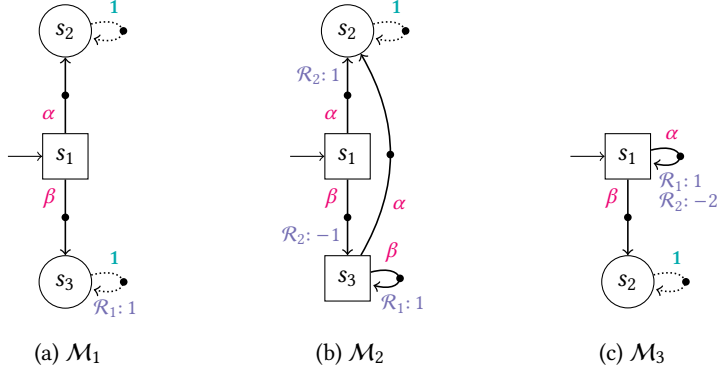 1
s₂
α
s₁
β
1
s₃
ℛ₁: 1
(a) ℳ₁
1
s₂
ℛ₂: 1
α
s₁
β
α
ℛ₂: −1
β
s₃
ℛ₁: 1
(b) ℳ₂
α
s₁
ℛ₁: 1
ℛ₂: −2
β
1
s₂
(c) ℳ₃